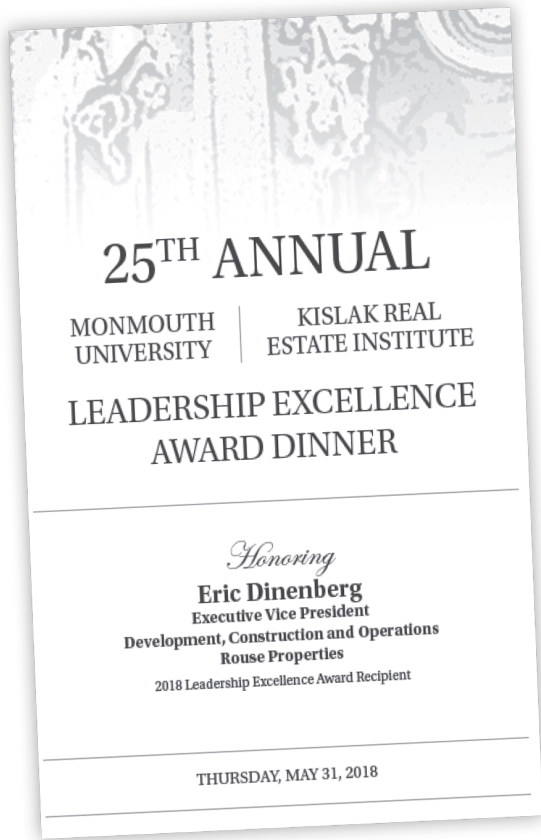 25TH ANNUAL
MONMOUTH
UNIVERSITY
KISLAK REAL
ESTATE INSTITUTE
LEADERSHIP EXCELLENCE
AWARD DINNER
Honoring
Eric Dinenberg
Executive Vice President
Development, Construction and Operations
Rouse Properties
2018 Leadership Excellence Award Recipient
THURSDAY, MAY 31, 2018